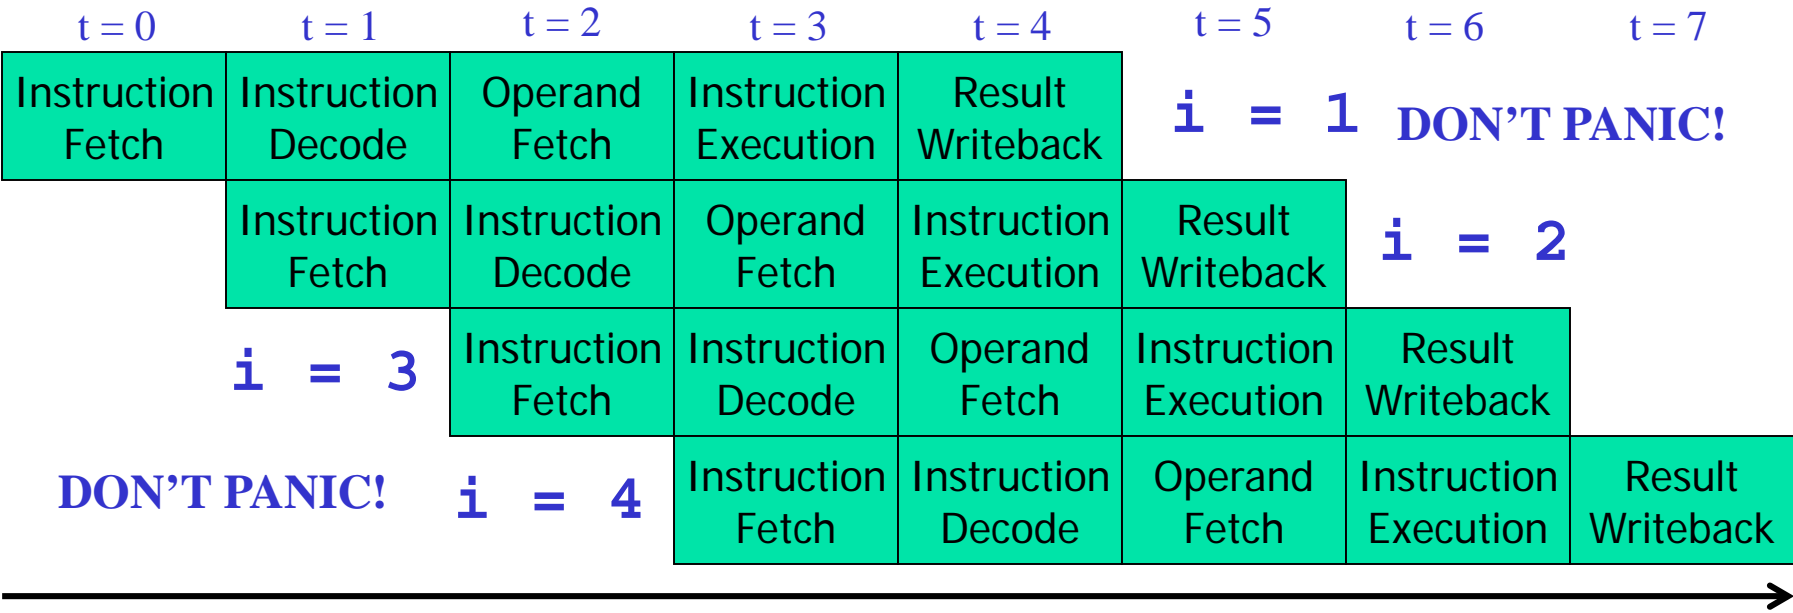 t = 0 t = 1 t = 2 t = 3 t = 4 t = 5 t = 6 t = 7
Instruction Instruction Operand Instruction Result
Fetch Decode Fetch Execution Writeback
i = 1 DON’T PANIC!
Instruction Instruction Operand Instruction Result
Fetch Decode Fetch Execution Writeback
i = 2
i = 3
Instruction Instruction Operand Instruction Result
Fetch Decode Fetch Execution Writeback
DON’T PANIC! i = 4
Instruction Instruction Operand Instruction Result
Fetch Decode Fetch Execution Writeback